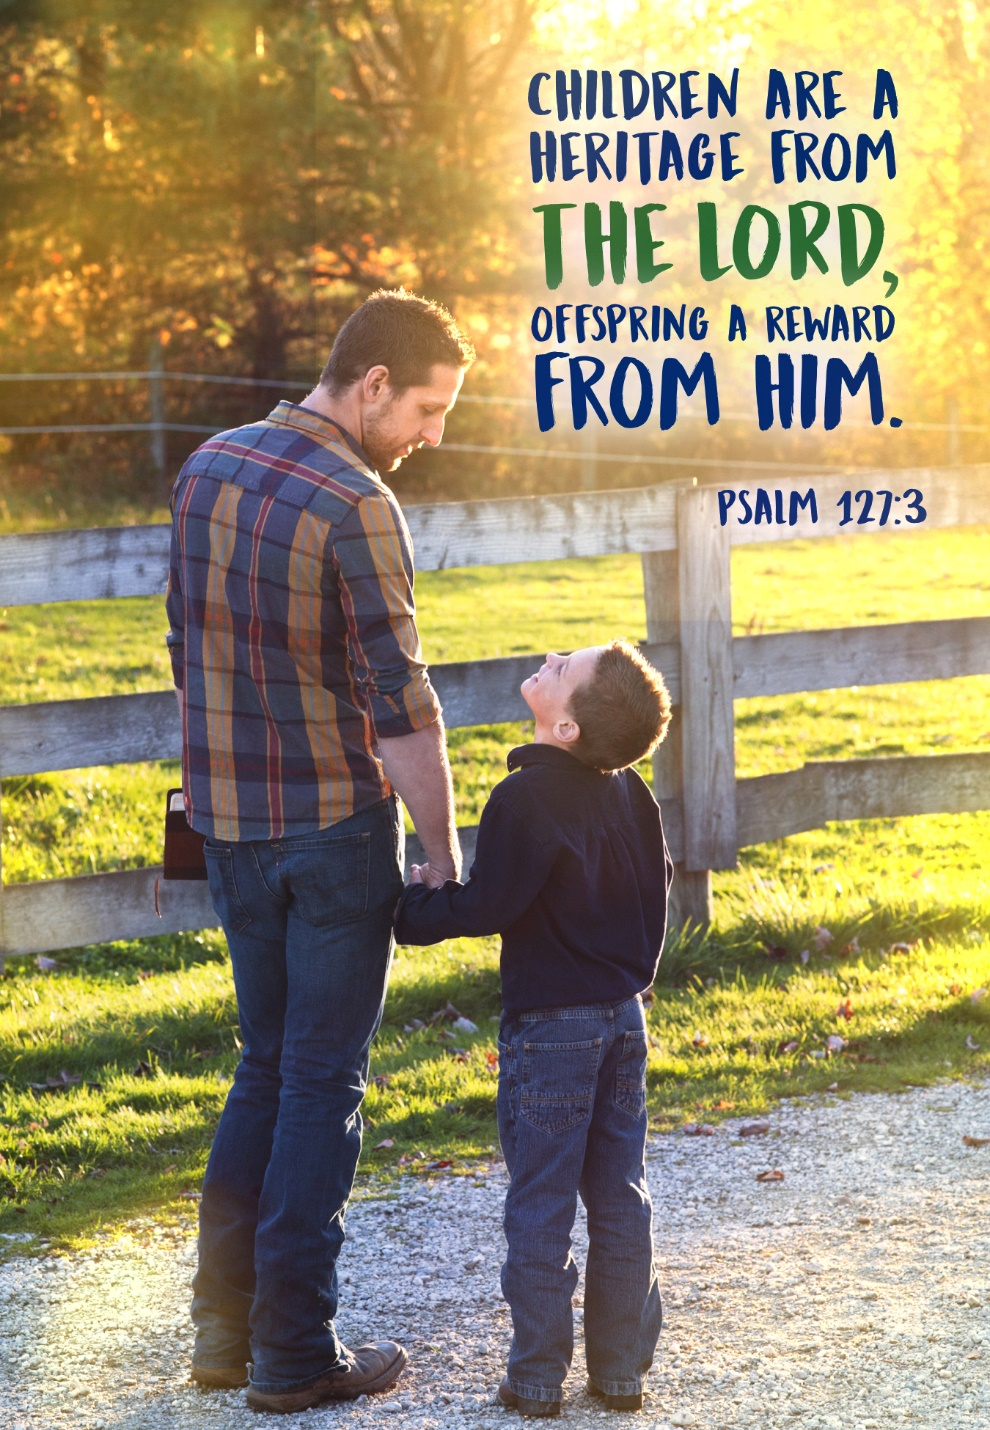 CHILDREN ARE A
HERITAGE FROM
THE LORD,
OFFSPRING A REWARD
FROM HIM.
PSALM 127:3